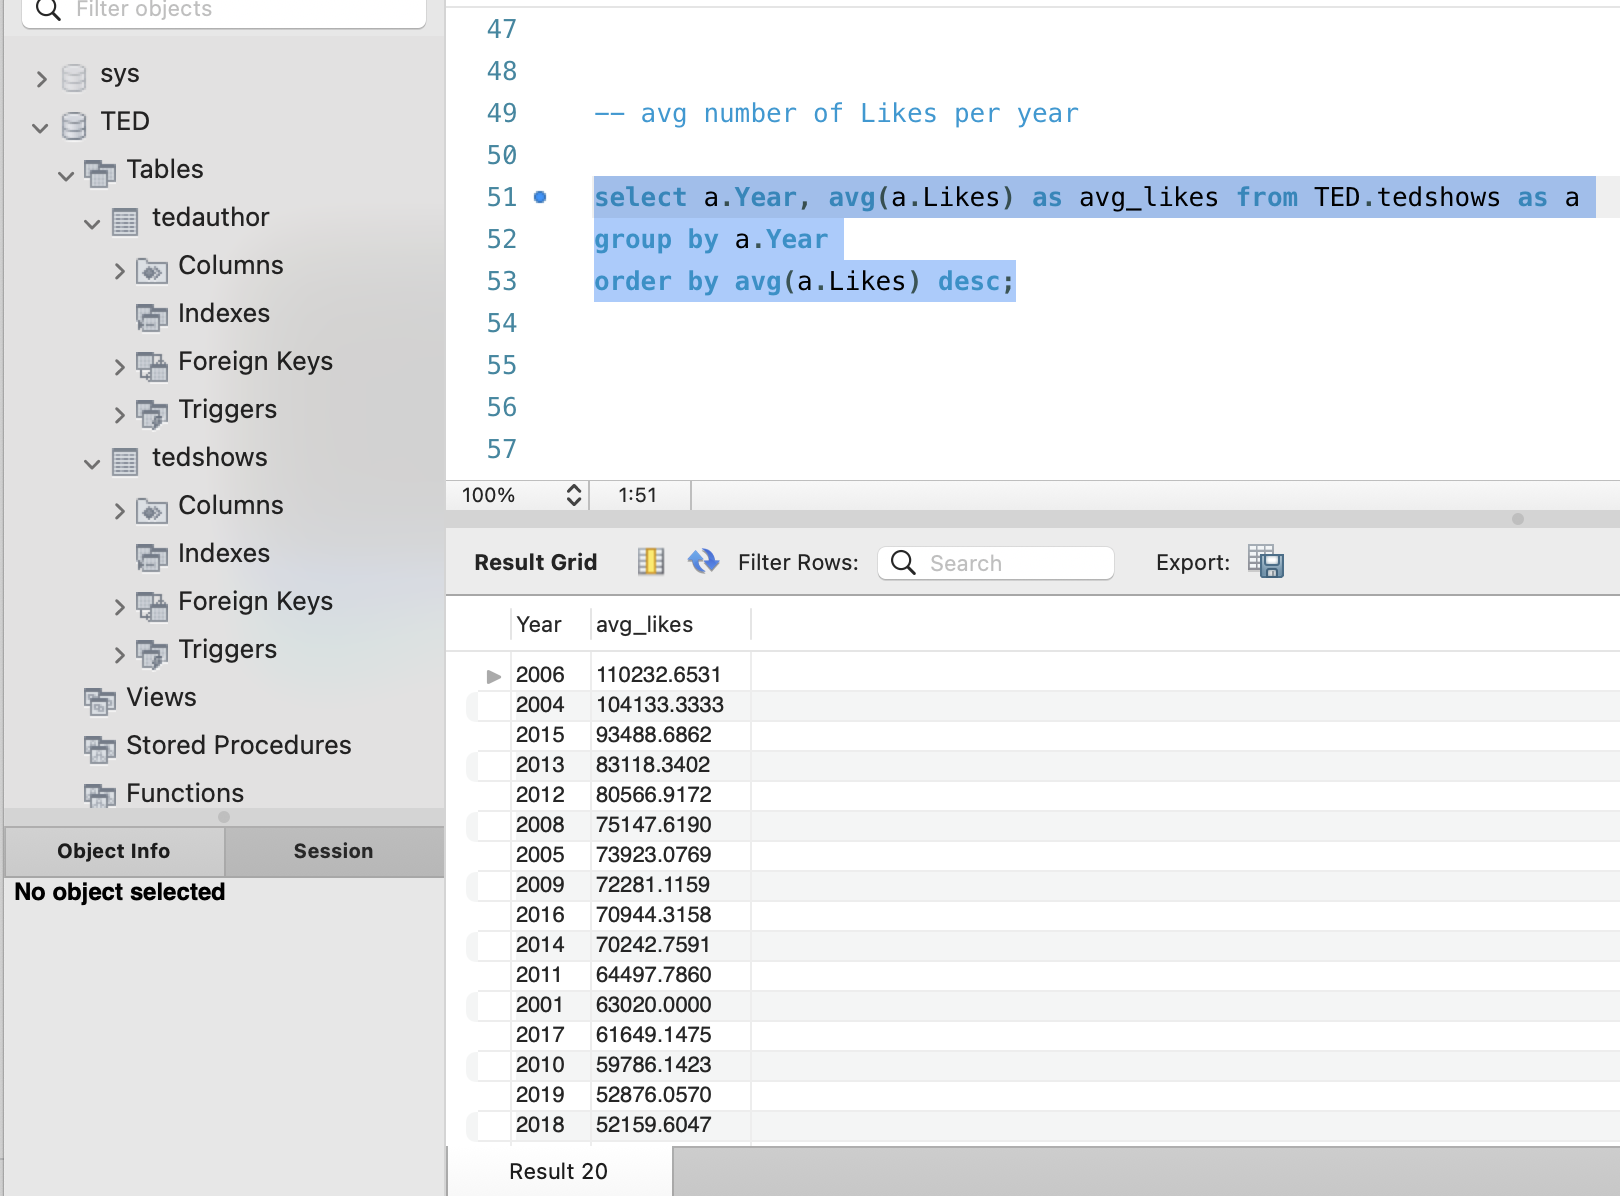 Filter objects
sys
TED
Tables
tedauthor
Columns
Indexes
Foreign Keys
Triggers
tedshows
Columns
Indexes
Foreign Keys
Triggers
Views
Stored Procedures
Functions
Object Info Session
No object selected
47
48
49 -- avg number of Likes per year
50
51 select a.Year, avg(a.Likes) as avg_likes from TED.tedshows as a
52 group by a.Year
53 order by avg(a.Likes) desc;
54
55
56
57
100% 1:51
Result Grid Filter Rows: Search Export:
Year avg_likes
2006 110232.6531
2004 104133.3333
2015 93488.6862
2013 83118.3402
2012 80566.9172
2008 75147.6190
2005 73923.0769
2009 72281.1159
2016 70944.3158
2014 70242.7591
2011 64497.7860
2001 63020.0000
2017 61649.1475
2010 59786.1423
2019 52876.0570
2018 52159.6047
Result 20